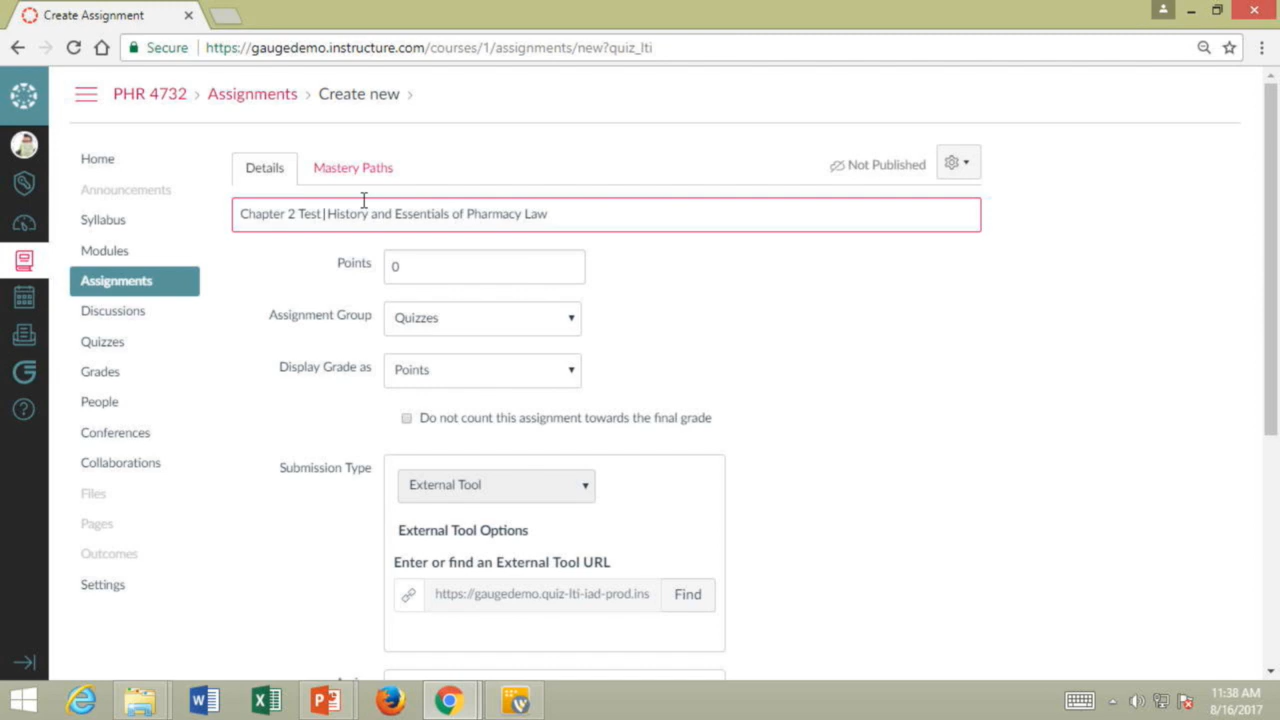 Create Assignment
Secure https://gaugedemo.instructure.com/courses/1/assignments/new?quiz_lti
PHR 4732 > Assignments > Create new >
Home
Announcements
Syllabus
Modules
Assignments
Discussions
Quizzes
Grades
People
Conferences
Collaborations
Files
Pages
Outcomes
Settings
Details Mastery Paths
Not Published
Chapter 2 Test|History and Essentials of Pharmacy Law
Points 0
Assignment Group Quizzes
Display Grade as Points
Do not count this assignment towards the final grade
Submission Type
External Tool
External Tool Options
Enter or find an External Tool URL
https://gaugedemo.quiz-lti-iad-prod.ins Find
11:38 AM
8/16/2017